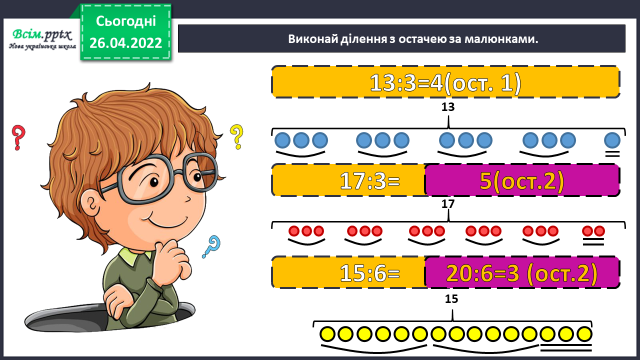 Всім.pptx
Нова українська школа
Сьогодні
26.04.2022
Виконай ділення з остачею за малюнками.
13:3=4(ост. 1)
13
17:3= 5(ост.2)
17
15:6= 20:6=3 (ост.2)
15